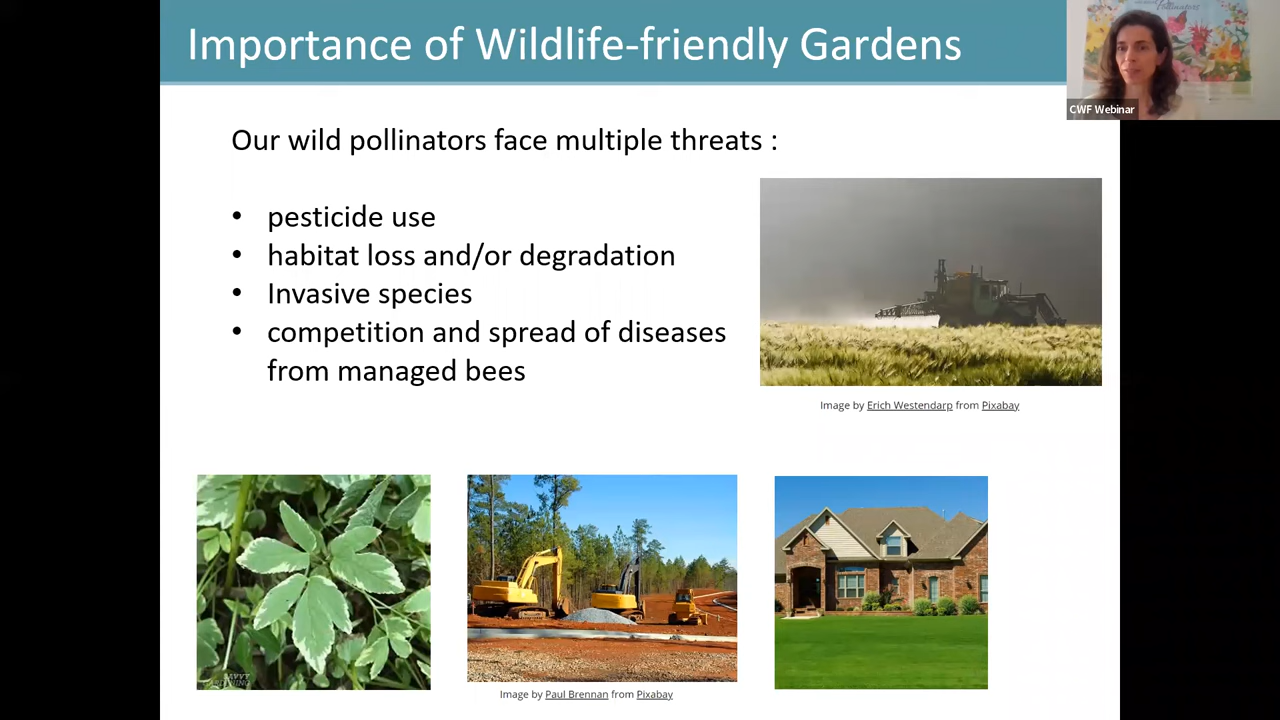 Importance of Wildlife-friendly Gardens
CWF Webinar
Our wild pollinators face multiple threats :
• pesticide use
• habitat loss and/or degradation
• Invasive species
• competition and spread of diseases
from managed bees
Image by Erich Westendarp from Pixabay
SAVVY
GARDENING
Image by Paul Brennan from Pixabay